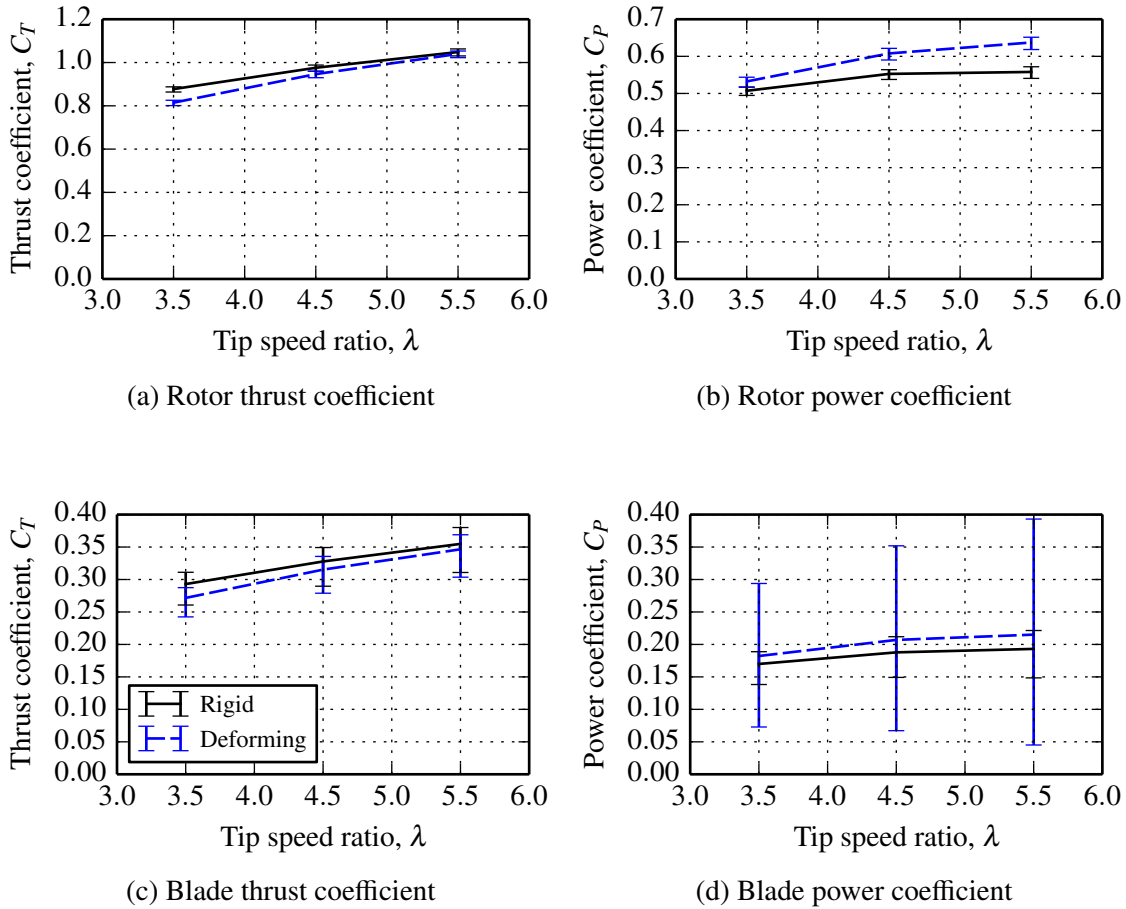 Thrust coefficient, C_T
1.2
1.0
0.8
0.6
0.4
0.2
0.0
3.0 3.5 4.0 4.5 5.0 5.5 6.0
Tip speed ratio, λ
(a) Rotor thrust coefficient
Power coefficient, C_P
0.7
0.6
0.5
0.4
0.3
0.2
0.1
0.0
3.0 3.5 4.0 4.5 5.0 5.5 6.0
Tip speed ratio, λ
(b) Rotor power coefficient
Thrust coefficient, C_T
0.40
0.35
0.30
0.25
0.20
0.15
0.10
0.05
0.00
Rigid
Deforming
3.0 3.5 4.0 4.5 5.0 5.5 6.0
Tip speed ratio, λ
(c) Blade thrust coefficient
Power coefficient, C_P
0.40
0.35
0.30
0.25
0.20
0.15
0.10
0.05
0.00
3.0 3.5 4.0 4.5 5.0 5.5 6.0
Tip speed ratio, λ
(d) Blade power coefficient